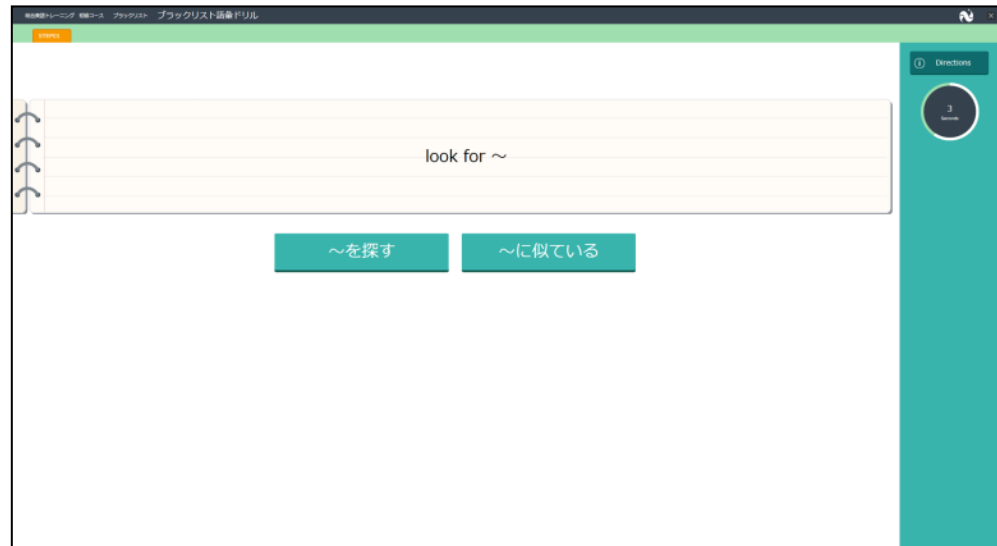 総合英語トレーニング 初級コース ブラックリスト ブラックリスト語彙ドリル
Directions
3
Seconds
look for ～
～を探す
～に似ている